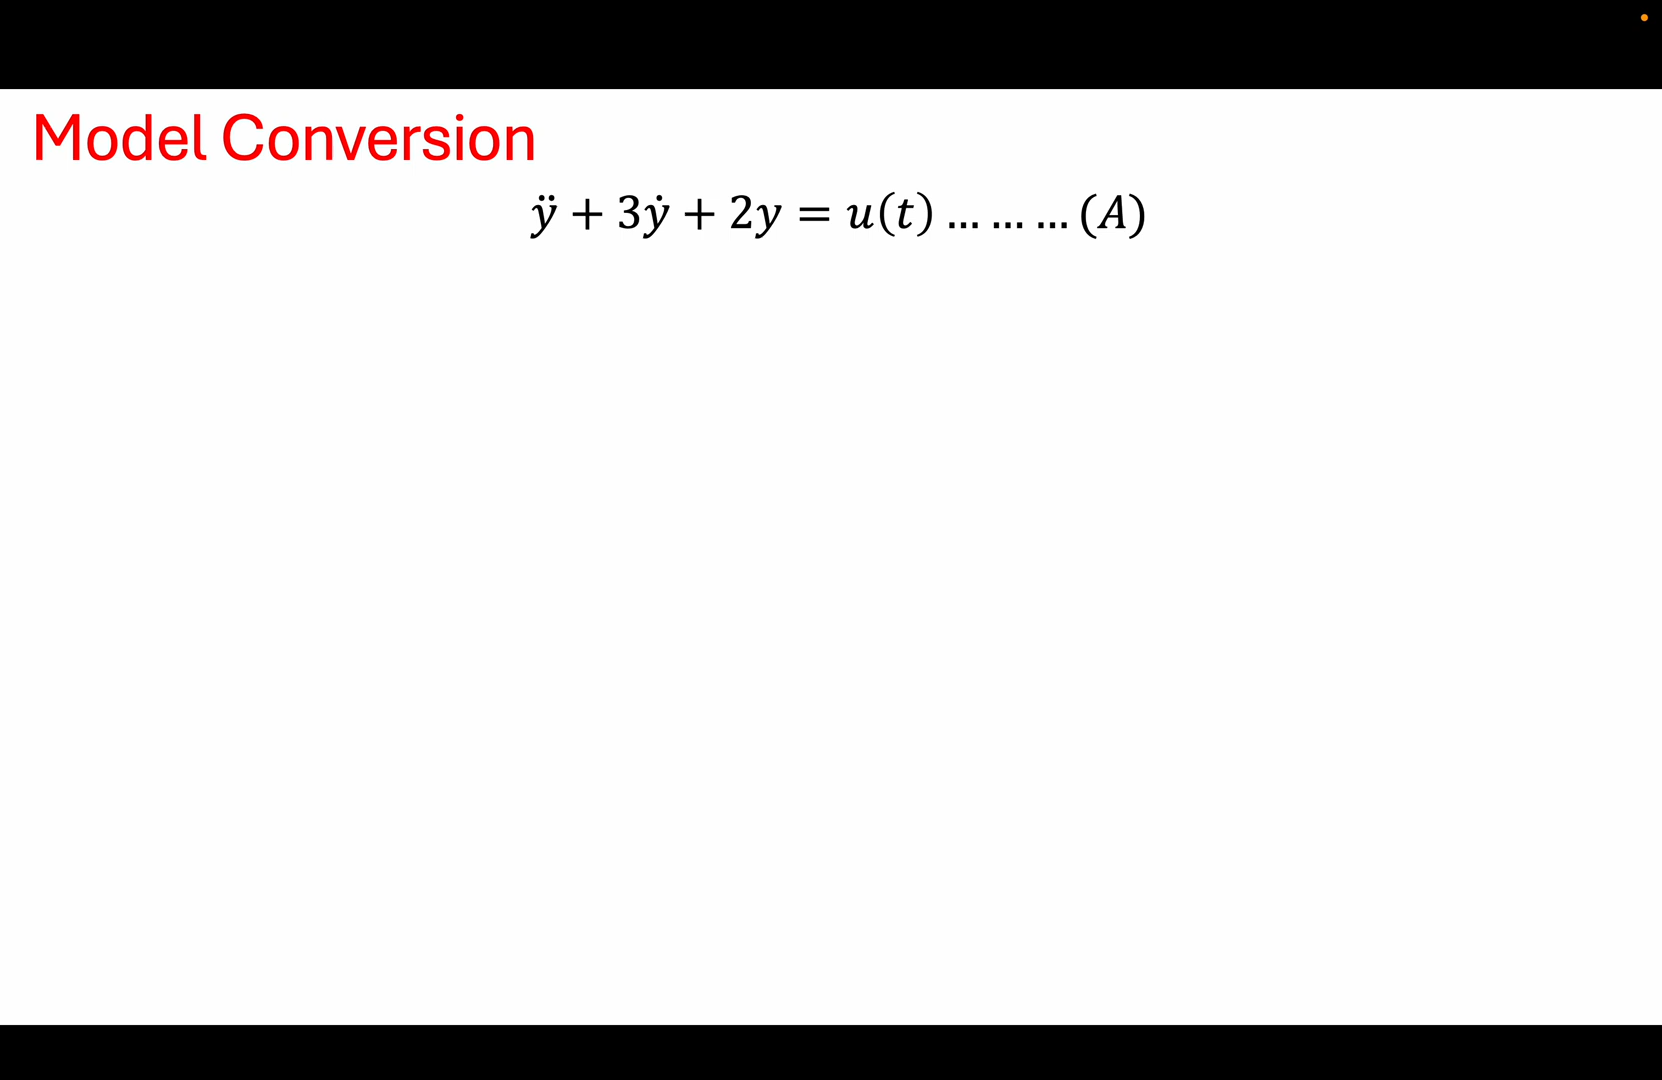 Model Conversion
ÿ + 3ẏ + 2y = u(t) … … … (A)